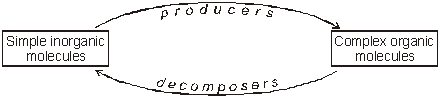 producers
Simple inorganic
molecules
Complex organic
molecules
decomposers